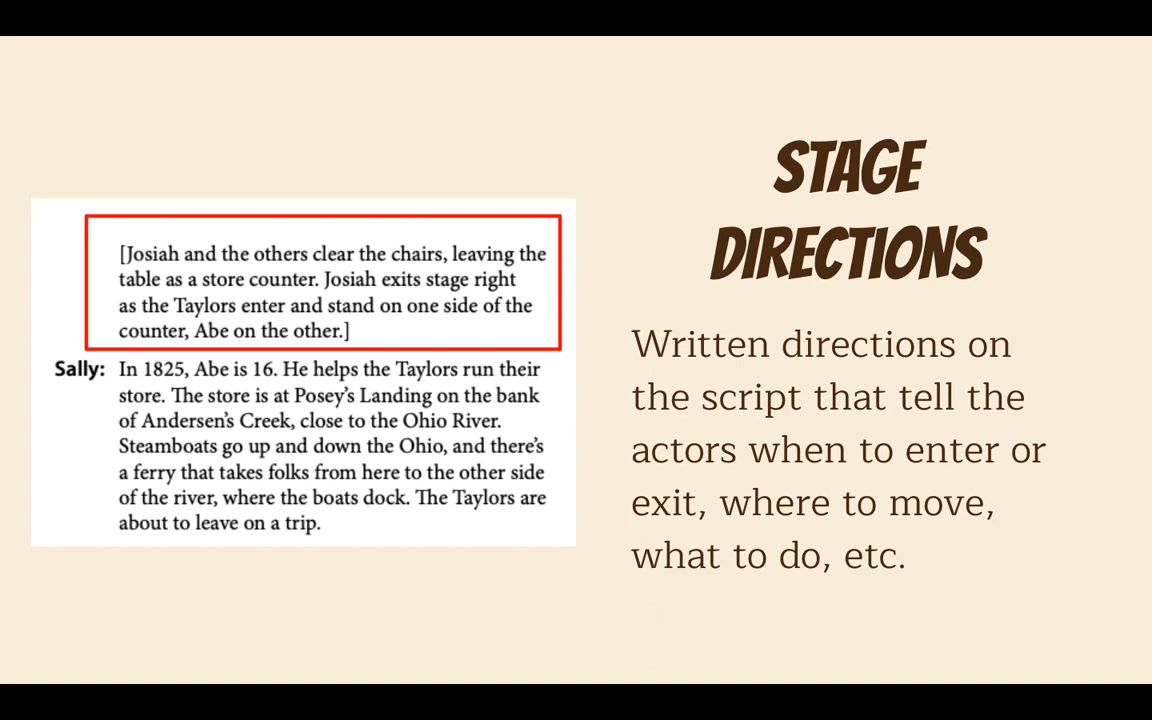 [Josiah and the others clear the chairs, leaving the
table as a store counter. Josiah exits stage right
as the Taylors enter and stand on one side of the
counter, Abe on the other.]
Sally: In 1825, Abe is 16. He helps the Taylors run their
store. The store is at Posey’s Landing on the bank
of Andersen’s Creek, close to the Ohio River.
Steamboats go up and down the Ohio, and there’s
a ferry that takes folks from here to the other side
of the river, where the boats dock. The Taylors are
about to leave on a trip.
STAGE
DIRECTIONS
Written directions on
the script that tell the
actors when to enter or
exit, where to move,
what to do, etc.